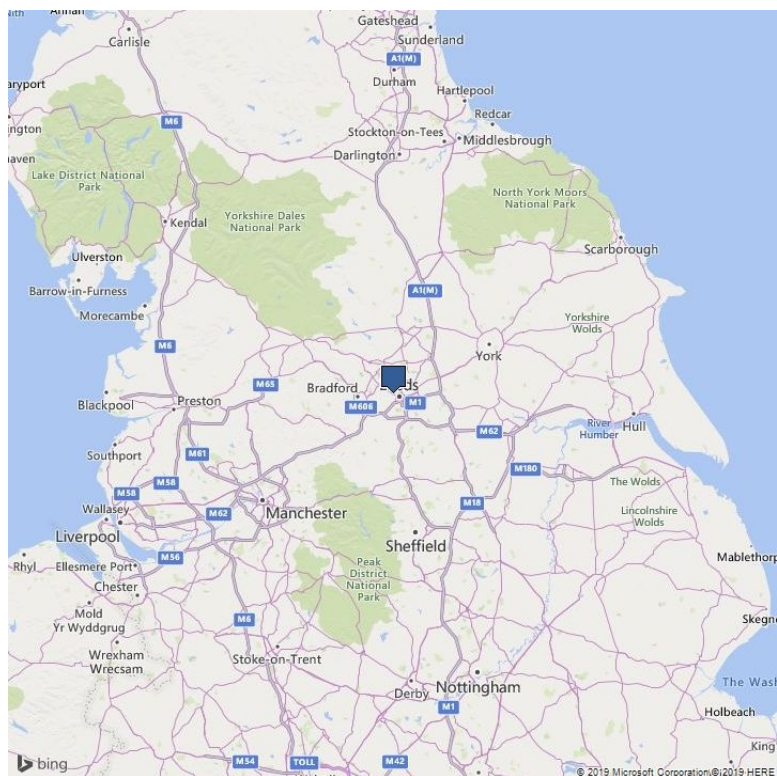 Annan
Gateshead
Carlisle
Sunderland
A1(M)
Durham
Hartlepool
Redcar
M6
Stockton-on-Tees
Middlesbrough
Darlington
Lake District National
Park
North York Moors
National Park
Kendal
Yorkshire Dales
National Park
Scarborough
Ulverston
Barrow-in-Furness
A1(M)
Morecambe
Yorkshire
Wolds
M6
York
Bradford
M65
Blackpool
Preston
M606
M1
River
Humber
Hull
M62
Southport
M61
M180
M58
M58
The Wolds
M18
Wallasey
M62
Manchester
Lincolnshire
Wolds
Liverpool
Sheffield
M56
Mablethorpe
Rhyl
Ellesmere Port
Peak
District
National
Park
Chester
Mold
Yr Wyddgrug
M6
Wrexham
Wrecsam
Stoke-on-Trent
Derby
Nottingham
The Wash
M1
Holbeach
bing
M54
TOLL
M42
© 2019 Microsoft Corporation © 2019 HERE